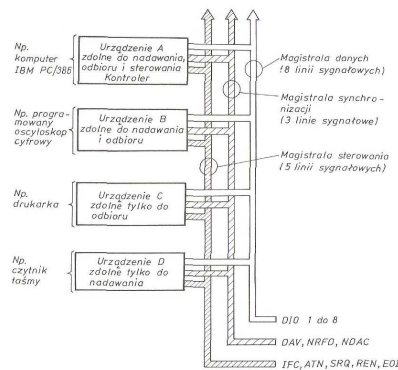 Np.
komputer
IBM PC/386
Urządzenie A
zdolne do nadawania,
odbioru i sterowania
Kontroler
Np. progra-
mowany
oscyloskop
cyfrowy
Urządzenie B
zdolne do nadawania
i odbioru
Np.
drukarka
Urządzenie C
zdolne tylko do
odbioru
Np.
czytnik
taśmy
Urządzenie D
zdolne tylko do
nadawania
Magistrala danych
(8 linii sygnałowych)
Magistrala synchro-
nizacji
(3 linie sygnałowe)
Magistrala sterowania
(5 linii sygnałowych)
DIO 1 do 8
DAV, NRFD, NDAC
IFC, ATN, SRQ, REN, EOI